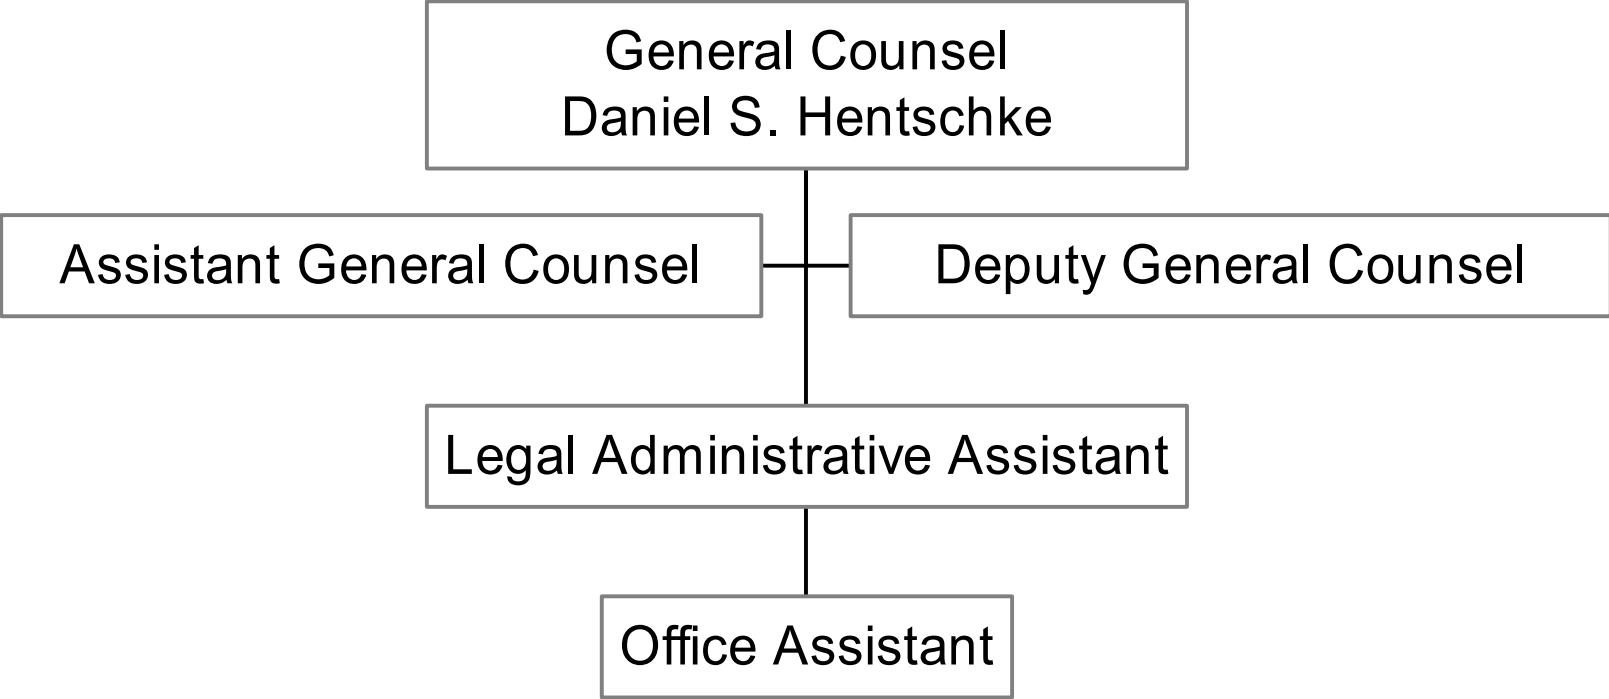 General Counsel
Daniel S. Hentschke
Assistant General Counsel
Deputy General Counsel
Legal Administrative Assistant
Office Assistant